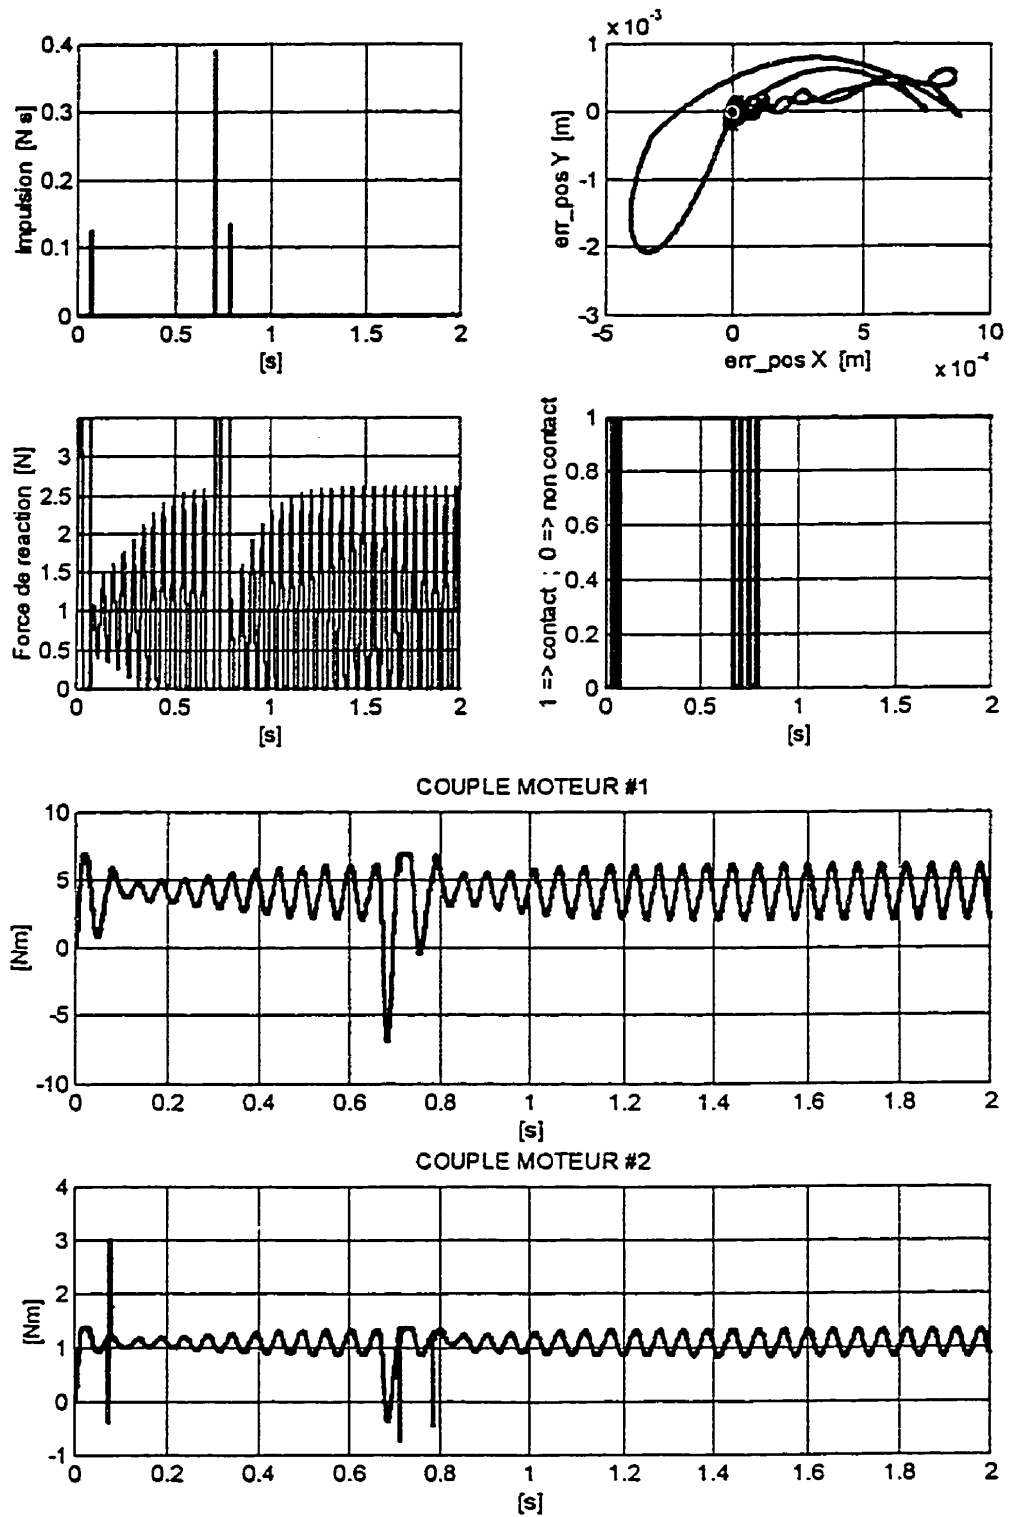 Impulsion [N s]
0.4
0.3
0.2
0.1
0
0 0.5 1 1.5 2
[s]
x 10⁻³
err_pos Y [m]
1
0
-1
-2
-3
-5 0 5 10
err_pos X [m]
x 10⁻⁴
Force de reaction [N]
3
2.5
2
1.5
1
0.5
0
0 0.5 1 1.5 2
[s]
1 => contact ; 0 => non contact
1
0.8
0.6
0.4
0.2
0
0 0.5 1 1.5 2
[s]
COUPLE MOTEUR #1
[Nm]
10
5
0
-5
-10
0 0.2 0.4 0.6 0.8 1 1.2 1.4 1.6 1.8 2
[s]
COUPLE MOTEUR #2
[Nm]
4
3
2
1
0
-1
0 0.2 0.4 0.6 0.8 1 1.2 1.4 1.6 1.8 2
[s]